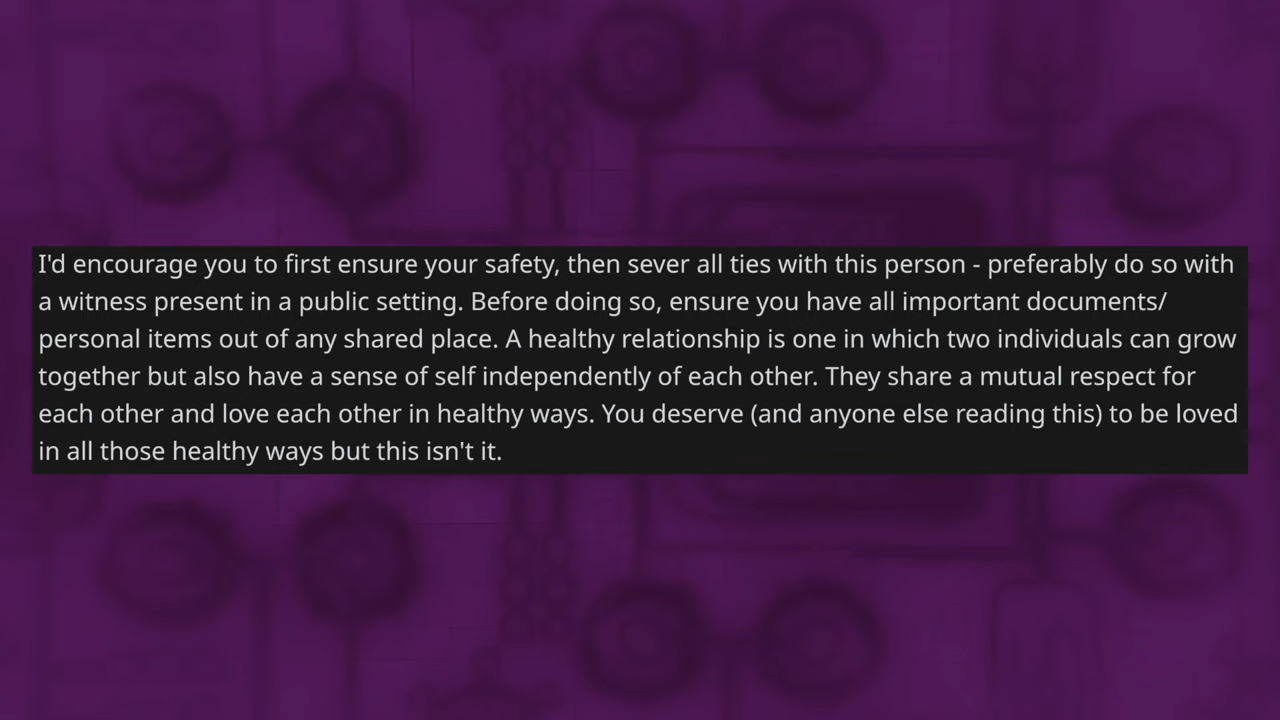 I'd encourage you to first ensure your safety, then sever all ties with this person - preferably do so with
a witness present in a public setting. Before doing so, ensure you have all important documents/
personal items out of any shared place. A healthy relationship is one in which two individuals can grow
together but also have a sense of self independently of each other. They share a mutual respect for
each other and love each other in healthy ways. You deserve (and anyone else reading this) to be loved
in all those healthy ways but this isn't it.